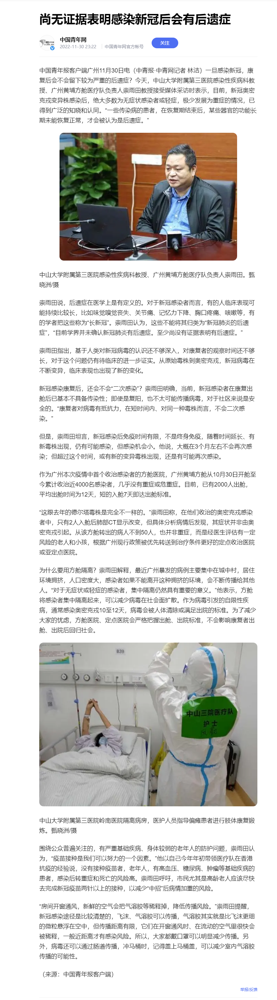 尚无证据表明感染新冠后会有后遗症
中国青年网
2022-11-30 23:22
中国青年网官方帐号
关注
中国青年报客户端广州11月30日电（中青报·中青网记者 林洁）一旦感染新冠，康
复后会不会留下较为严重的后遗症？今天，中山大学附属第三医院感染性疾病科教
授、广州黄埔方舱医疗队负责人崇雨田教授接受媒体采访时表示，目前，新冠奥密
克戎变异株感染后，绝大多数为无症状感染者或轻症，极少发展为重症的情况，已
得到广泛的知晓和认同。“一些传染病的患者，在恢复期结束后，某些器官的功能长
期未能恢复正常，才会被认为是后遗症。”
中山大学附属第三医院感染性疾病科教授、广州黄埔方舱医疗队负责人崇雨田。甄
晓洲/摄
崇雨田说，后遗症在医学上是有定义的。对于新冠感染者而言，有的人临床表现可
能持续比较长，比如味觉嗅觉丧失、关节痛、记忆力下降、胸口疼痛、咳嗽等，有
的学者把这些称为“长新冠”。崇雨田认为，这些不能将其归类为“新冠肺炎的后遗
症”，“目前学界并未确认新冠肺炎有后遗症。至少尚没有证据表明有后遗症。”
崇雨田指出，基于人类对新冠病毒的认识还不够深入，对康复者的观察时间还不够
长，对于这个问题仍有待临床的进一步证实。从原始毒株到奥密克戎，新冠病毒在
不断变异，临床表现也出现了新的变化。
新冠感染康复后，还会不会“二次感染”？崇雨田明确，当前，新冠感染者在康复出
舱后已基本不具备传染性；即使是复阳，也不太可能传播病毒，对于社区来说是安
全的。“康复者对病毒有抵抗力，在短时间内、对同一种毒株而言，不会二次感
染。”
但是，崇雨田坦言，新冠感染后免疫时间有限，不是终身免疫，随着时间延长、有
新毒株出现，仍有可能感染，但感染机会小。他说，大概在3个月左右不会再次感
染；但超过这个时间，或有新的变异毒株出现，还是有可能再次感染。
作为广州本次疫情中首个收治感染者的方舱医院，广州黄埔方舱从10月30日开舱至
今累计收治近4000名感染者，几乎没有重症或危重症。目前，已有2000人出舱，
平均出舱时间为12天，短的入舱7天即达出舱标准。
“这跟去年的德尔塔毒株是完全不一样的。”崇雨田称，在他们收治的奥密克戎感染
者中，只有2人入舱后肺部CT显示改变，但具体分析病情后发现，其症状并非由奥
密克戎引起。从该方舱转出的病人不到50人，也并非重症，而是经医生评估有一定
风险的老人和小孩，根据广州现行政策被优先转送到治疗条件更好的定点收治医院
或亚定点医院。
为什么要用方舱隔离？崇雨田解释，最近广州暴发的病例主要集中在城中村，居住
环境拥挤，人口密度大，感染者如果不能离开这种拥挤的环境，会不断传播给其他
人。“对于无症状或轻症的感染者，集中隔离仍然具有重要的意义。”他表示，方舱
将感染者集中隔离起来，可以减少病毒在社会面扩散。作为病毒引发的自限性疾
病，通常感染奥密克戎10至12天，病毒会被人体清除或满足出院的标准。为了减少
大家的忧虑，方舱医院、定点医院会严格把握出舱、出院标准，不会影响康复者出
舱、出院后回归社会。
B39
中山三院医疗队
护士
中山大学附属第三医院岭南医院隔离病房，医护人员指导偏瘫患者进行肢体康复锻
炼。甄晓洲/摄
围绕公众普遍关注的，有严重基础疾病、身体较弱的老年人的防护问题，崇雨田认
为，“疫苗接种是我们可以努力的一个因素。”他以自己今年年初带领医疗队在香港
抗疫的经验说，没有接种疫苗者，老年人，有高血压、糖尿病、肿瘤等基础疾病的
患者，感染后转重症和死亡的风险高。崇雨田呼吁，市民尤其是高龄老人应该尽快
去完成新冠疫苗两针以上的接种，以减少“中招”后病情加重的风险。
“房间开窗通风，新鲜的空气会把气溶胶等稀释掉，降低传播风险。”崇雨田提醒，
新冠感染途径是比较清楚的，飞沫、气溶胶可以传播，气溶胶其实就是比飞沫更细
的微粒悬浮在空中，但传播距离有限，它们在开窗通风时、在流动的空气里很快会
被稀释，一般近距离才有感染风险。所以，大家都戴口罩可以明显减少传播。另
外，病毒还可以通过肠道传播，冲马桶时，记得盖上马桶盖，可以减少室内气溶胶
传播的可能性。
（来源：中国青年报客户端）
举报/反馈